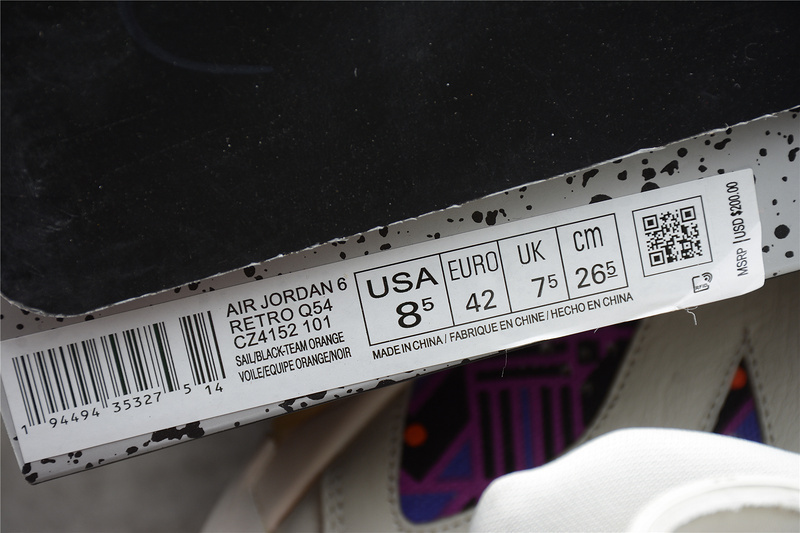 AIR JORDAN 6
RETRO Q54
CZ4152 101
SAIL/BLACK-TEAM ORANGE
VOILE/EQUIPE ORANGE/NOIR
1 94494 35327 5 14
USA
8⁵
EURO
42
UK
7⁵
cm
26⁵
MADE IN CHINA / FABRIQUE EN CHINE / HECHO EN CHINA
RFID
MSRP | USD $200.00